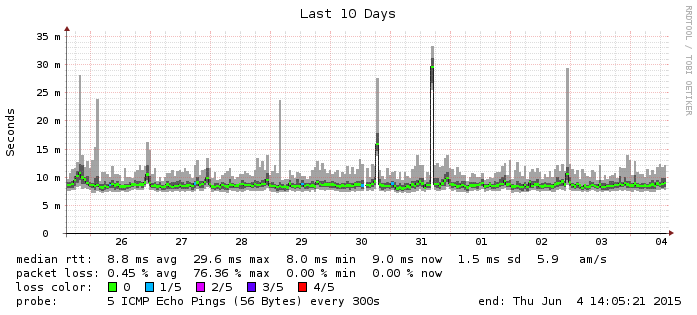 Last 10 Days
RRDTOOL / TOBI OETIKER
Seconds
35 m
30 m
25 m
20 m
15 m
10 m
5 m
0
26 27 28 29 30 31 01 02 03 04
median rtt: 8.8 ms avg 29.6 ms max 8.0 ms min 9.0 ms now 1.5 ms sd 5.9 am/s
packet loss: 0.45 % avg 76.36 % max 0.00 % min 0.00 % now
loss color: 0 1/5 2/5 3/5 4/5
probe: 5 ICMP Echo Pings (56 Bytes) every 300s end: Thu Jun 4 14:05:21 2015